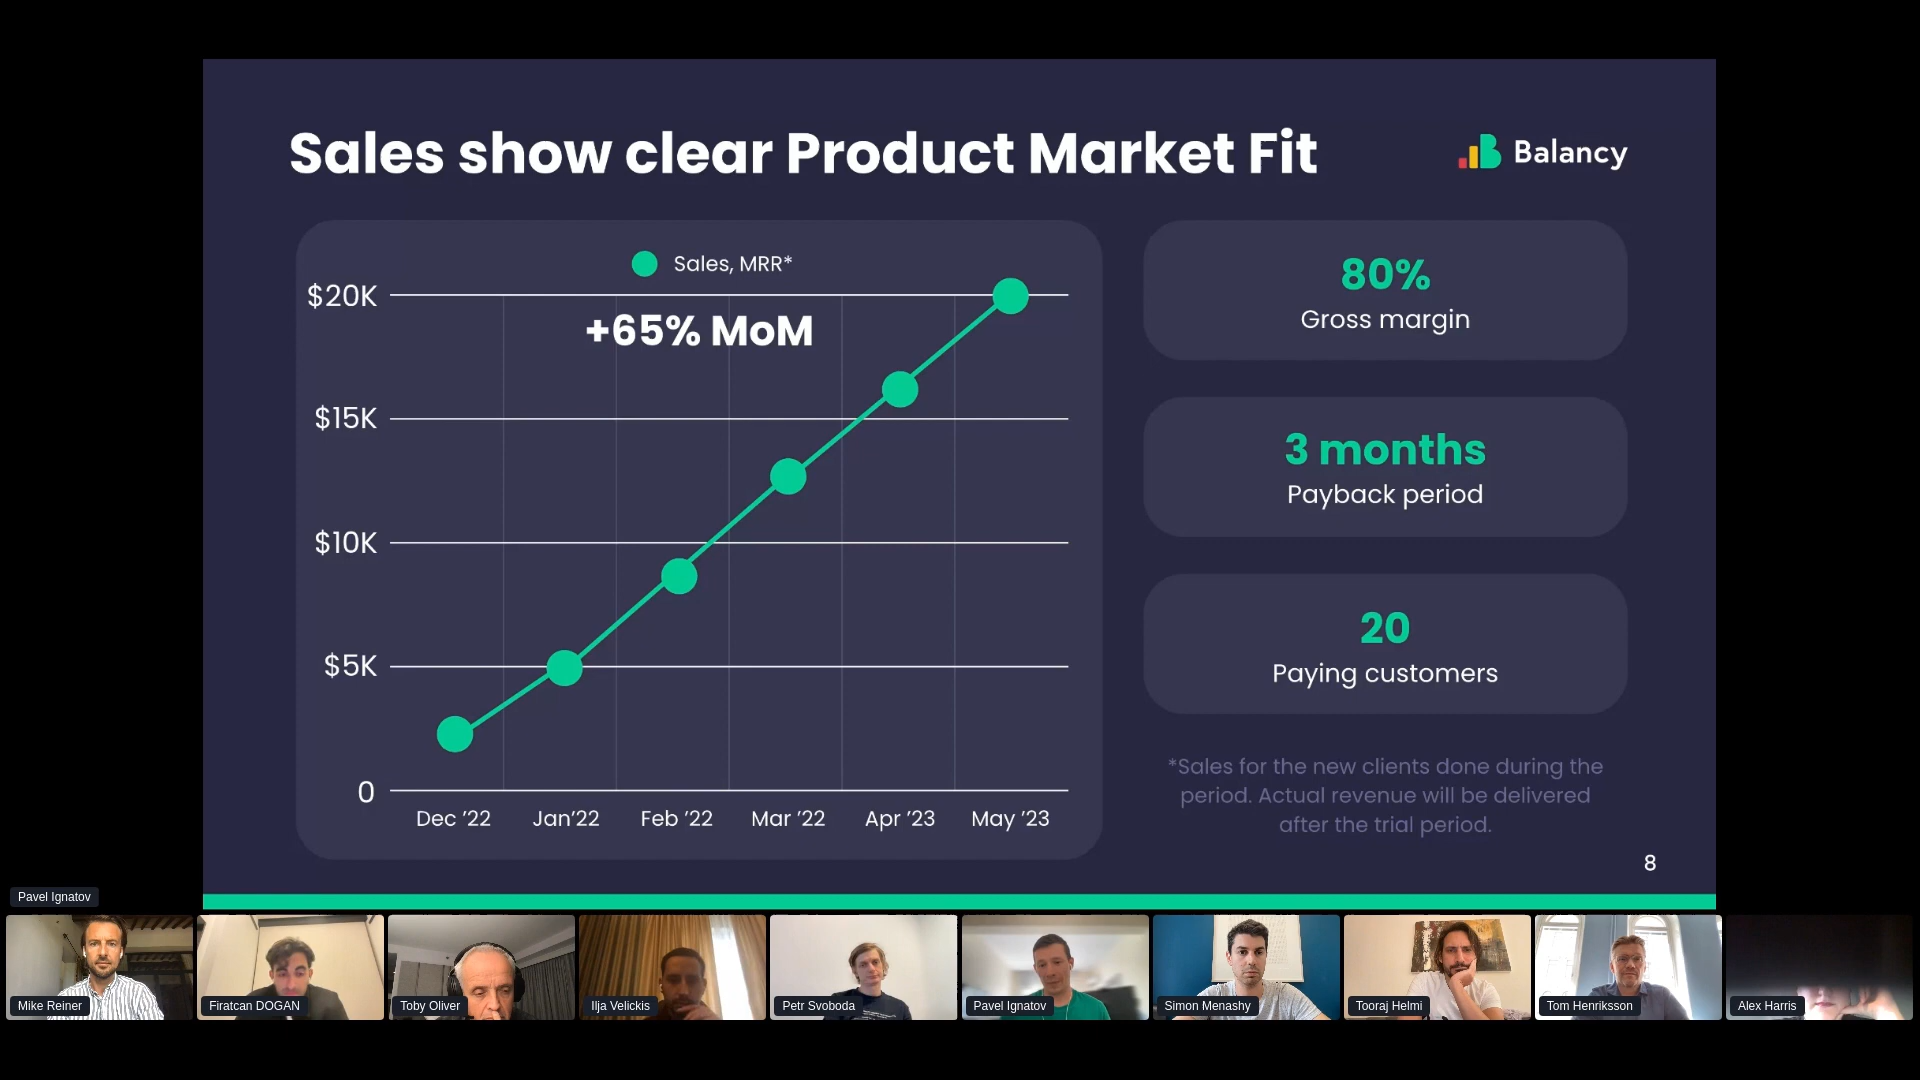 Sales show clear Product Market Fit
Balancy
Sales, MRR*
+65% MoM
$20K
$15K
$10K
$5K
0
Dec ’22
Jan’22
Feb ’22
Mar ’22
Apr ’23
May ’23
80%
Gross margin
3 months
Payback period
20
Paying customers
*Sales for the new clients done during the
period. Actual revenue will be delivered
after the trial period.
8
Pavel Ignatov
Mike Reiner
Firatcan DOGAN
Toby Oliver
Ilja Velickis
Petr Svoboda
Pavel Ignatov
Simon Menashy
Tooraj Helmi
Tom Henriksson
Alex Harris